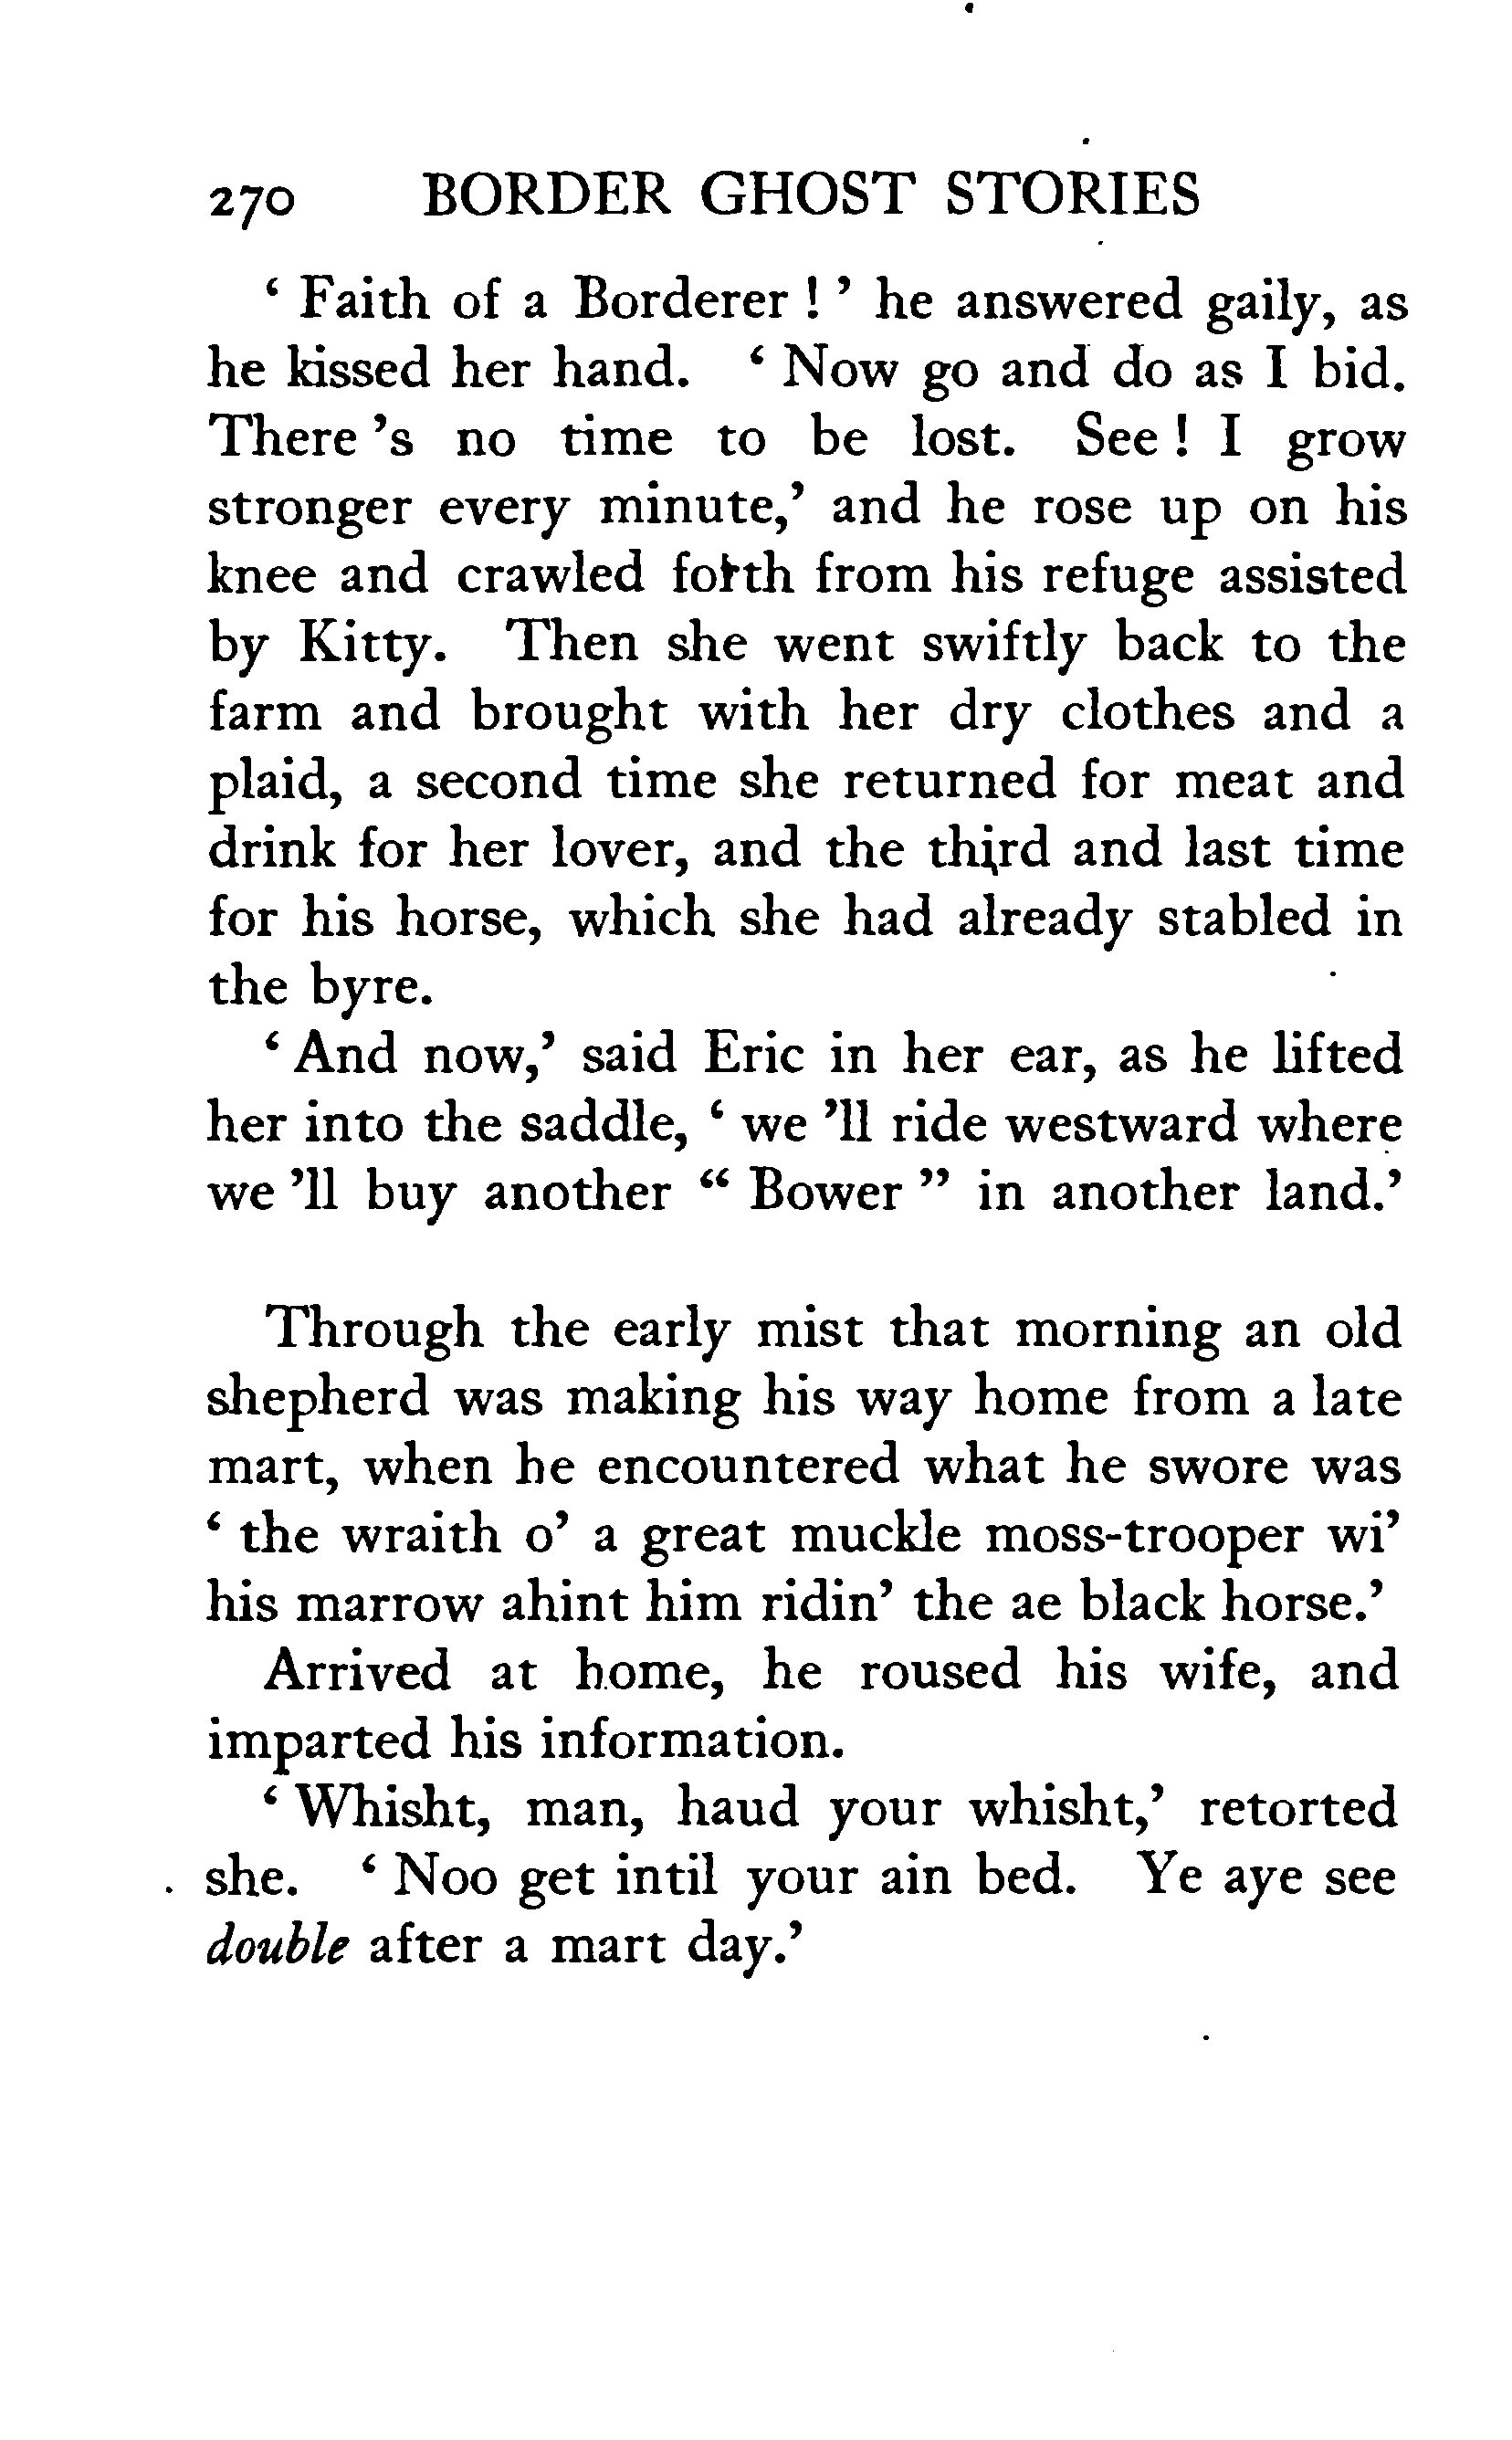 270 BORDER GHOST STORIES
‘ Faith of a Borderer ! ’ he answered gaily, as
he kissed her hand. ‘ Now go and do as I bid.
There ’s no time to be lost. See ! I grow
stronger every minute,’ and he rose up on his
knee and crawled forth from his refuge assisted
by Kitty. Then she went swiftly back to the
farm and brought with her dry clothes and a
plaid, a second time she returned for meat and
drink for her lover, and the third and last time
for his horse, which she had already stabled in
the byre.
‘ And now,’ said Eric in her ear, as he lifted
her into the saddle, ‘ we ’ll ride westward where
we ’ll buy another “ Bower ” in another land.’
Through the early mist that morning an old
shepherd was making his way home from a late
mart, when he encountered what he swore was
‘ the wraith o’ a great muckle moss-trooper wi’
his marrow ahint him ridin’ the ae black horse.’
Arrived at home, he roused his wife, and
imparted his information.
‘ Whisht, man, haud your whisht,’ retorted
she. ‘ Noo get intil your ain bed. Ye aye see
double after a mart day.’